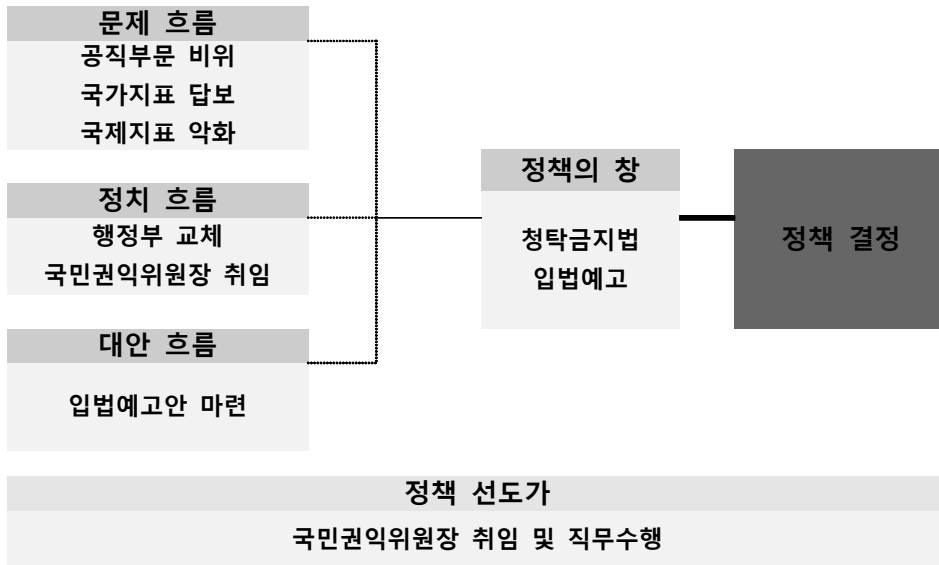 문제 흐름
공직부문 비위
국가지표 답보
국제지표 악화
정치 흐름
행정부 교체
국민권익위원장 취임
대안 흐름
입법예고안 마련
정책의 창
청탁금지법
입법예고
정책 결정
정책 선도가
국민권익위원장 취임 및 직무수행